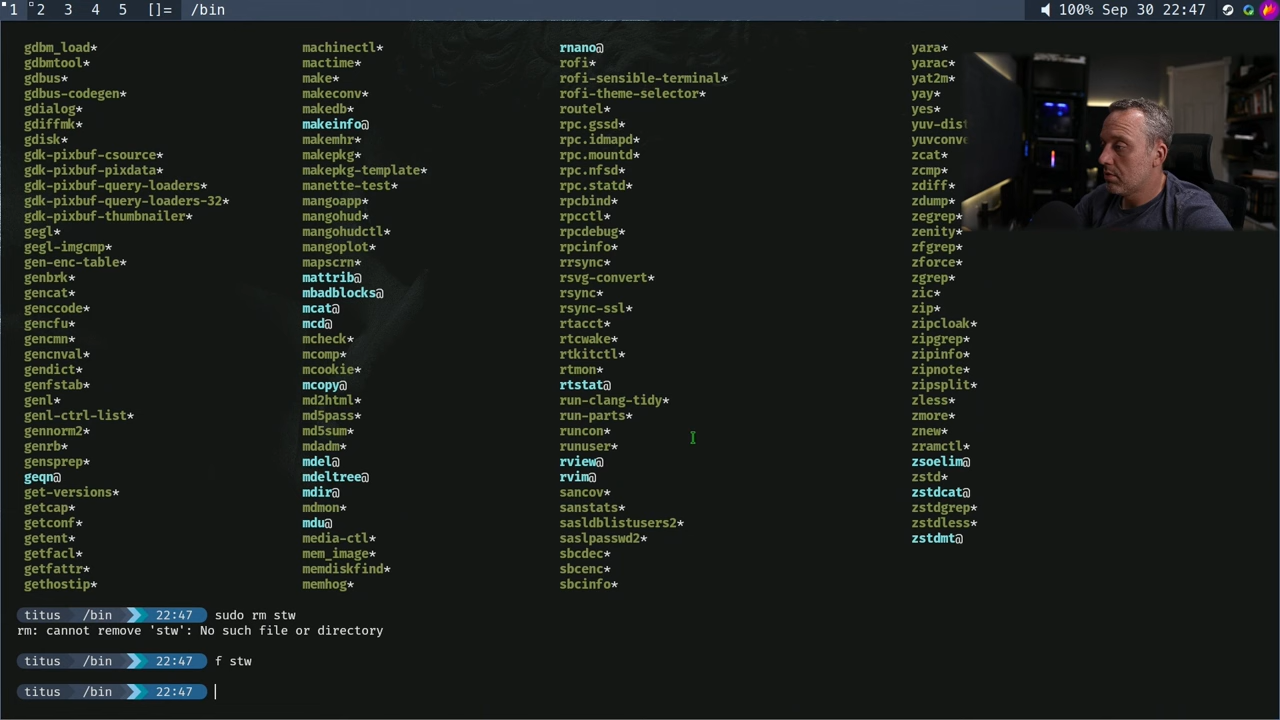 1 2 3 4 5 []= /bin 100% Sep 30 22:47
gdbm_load* machinectl* rnano@ yara*
gdbmtool* mactime* rofi* yarac*
gdbus* make* rofi-sensible-terminal* yat2m*
gdbus-codegen* makeconv* rofi-theme-selector* yay*
gdialog* makedb* routel* yes*
gdiffmk* makeinfo@ rpc.gssd* yuv-dist
gdisk* makemhr* rpc.idmapd* yuvconve
gdk-pixbuf-csource* makepkg* rpc.mountd* zcat*
gdk-pixbuf-pixdata* makepkg-template* rpc.nfsd* zcmp*
gdk-pixbuf-query-loaders* manette-test* rpc.statd* zdiff*
gdk-pixbuf-query-loaders-32* mangoapp* rpcbind* zdump*
gdk-pixbuf-thumbnailer* mangohud* rpcctl* zegrep*
gegl* mangohudctl* rpcdebug* zenity*
gegl-imgcmp* mangoplot* rpcinfo* zfgrep*
gen-enc-table* mapscrn* rrsync* zforce*
genbrk* mattrib@ rsvg-convert* zgrep*
gencat* mbadblocks@ rsync* zic*
genccode* mcat@ rsync-ssl* zip*
gencfu* mcd@ rtacct* zipcloak*
gencmn* mcheck* rtcwake* zipgrep*
gencnval* mcomp* rtkitctl* zipinfo*
gendict* mcookie* rtmon* zipnote*
genfstab* mcopy@ rtstat@ zipsplit*
genl* md2html* run-clang-tidy* zless*
genl-ctrl-list* md5pass* run-parts* zmore*
gennorm2* md5sum* runcon* znew*
genrb* mdadm* runuser* zramctl*
gensprep* mdel@ rview@ zsoelim@
geqn@ mdeltree@ rvim@ zstd*
get-versions* mdir@ sancov* zstdcat@
getcap* mdmon* sanstats* zstdgrep*
getconf* mdu@ sasldblistusers2* zstdless*
getent* media-ctl* saslpasswd2* zstdmt@
getfacl* mem_image* sbcdec*
getfattr* memdiskfind* sbcenc*
gethostip* memhog* sbcinfo*
titus /bin 22:47 sudo rm stw
rm: cannot remove 'stw': No such file or directory
titus /bin 22:47 f stw
titus /bin 22:47